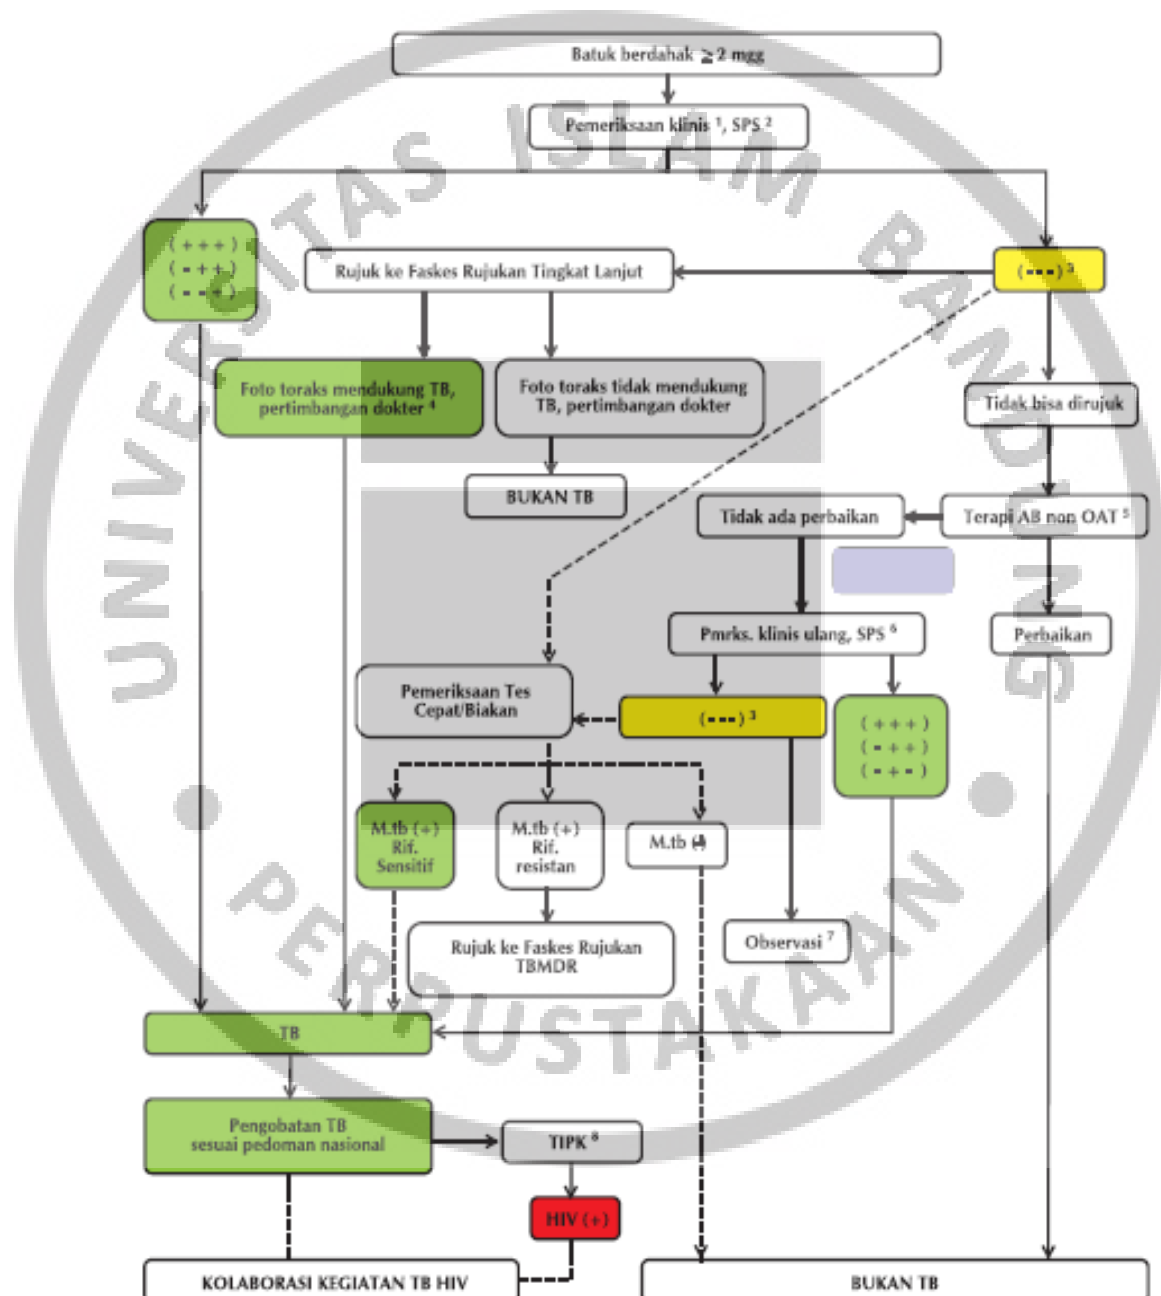 Batuk berdahak ≧2 mgg
Pemeriksaan klinis ¹, SPS ²
(+++)
(-++)
(--+)
Rujuk ke Faskes Rujukan Tingkat Lanjut
(---) ³
Foto toraks mendukung TB,
pertimbangan dokter ⁴
Foto toraks tidak mendukung
TB, pertimbangan dokter
Tidak bisa dirujuk
BUKAN TB
Tidak ada perbaikan
Terapi AB non OAT ⁵
Pmrks. klinis ulang, SPS ⁶
Perbaikan
Pemeriksaan Tes
Cepat/Biakan
(---) ³
(+++)
(-++)
(-+-)
M.tb (+)
Rif.
Sensitif
M.tb (+)
Rif.
resistan
M.tb
Rujuk ke Faskes Rujukan
TBMDR
Observasi ⁷
TB
Pengobatan TB
sesuai pedoman nasional
TIPK ⁸
HIV (+)
KOLABORASI KEGIATAN TB HIV
BUKAN TB
UNIVERSITAS ISLAM BANDUNG
PERPUSTAKAAN